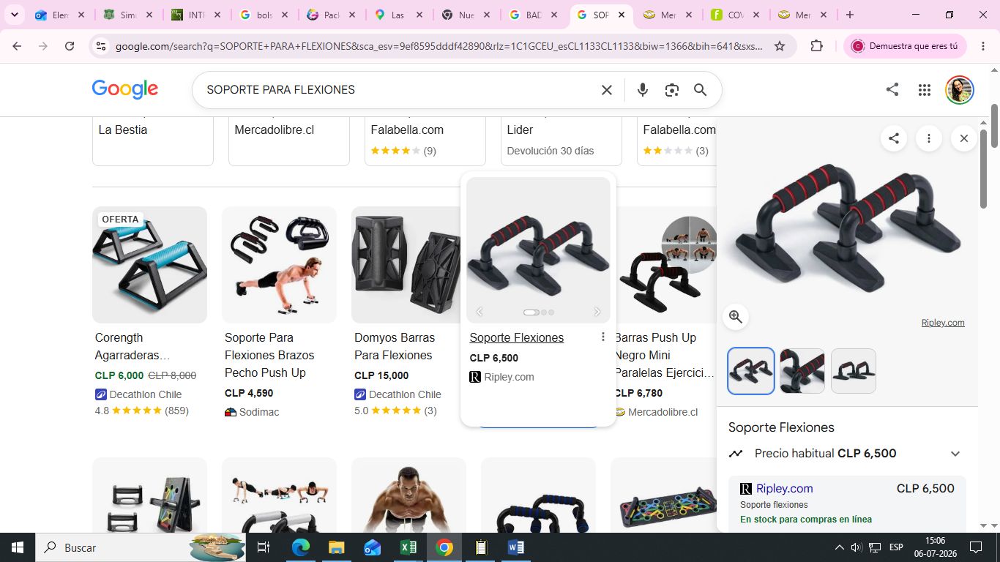 Elen
Simu
INTR
bols
Pack
Las
Nue
BAD
SOP
Mer
COV
Mer
google.com/search?q=SOPORTE+PARA+FLEXIONES&sca_esv=9ef8595dddf42890&rlz=1C1GCEU_esCL1133CL1133&biw=1366&bih=641&sxs...
Demuestra que eres tú
Google
SOPORTE PARA FLEXIONES
La Bestia
Mercadolibre.cl
Falabella.com
(9)
Lider
Devolución 30 días
Falabella.com
(3)
OFERTA
Corength
Agarraderas…
CLP 6,000 CLP 8,000
Decathlon Chile
4.8 (859)
Soporte Para
Flexiones Brazos
Pecho Push Up
CLP 4,590
Sodimac
Domyos Barras
Para Flexiones
CLP 15,000
Decathlon Chile
5.0 (3)
Soporte Flexiones
CLP 6,500
R Ripley.com
Barras Push Up
Negro Mini
Paralelas Ejercici…
CLP 6,780
Mercadolibre.cl
Ripley.com
Soporte Flexiones
Precio habitual CLP 6,500
R Ripley.com CLP 6,500
Soporte flexiones
En stock para compras en línea
Buscar
ESP
15:06
06-07-2026